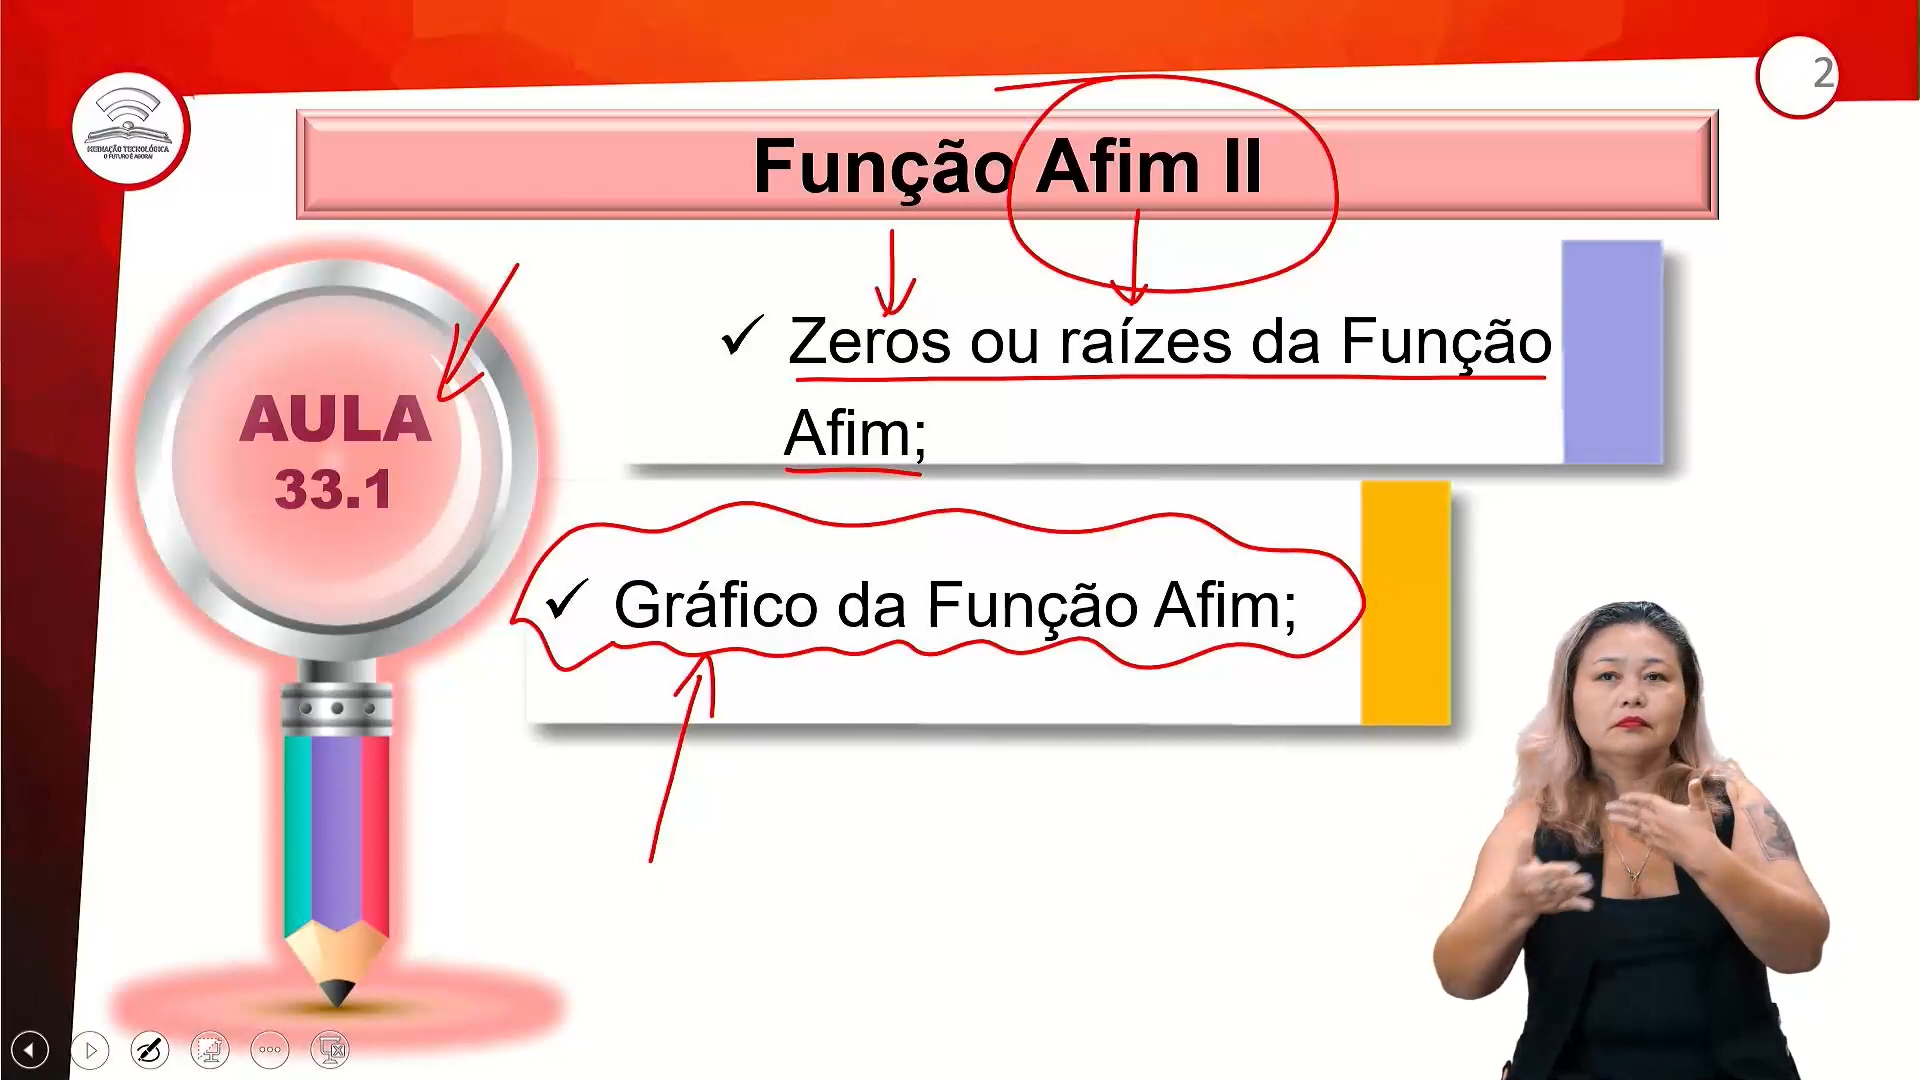 2
MEDIAÇÃO TECNOLÓGICA
O FUTURO É AGORA!
Função Afim II
AULA
33.1
✓ Zeros ou raízes da Função
Afim;
✓ Gráfico da Função Afim;